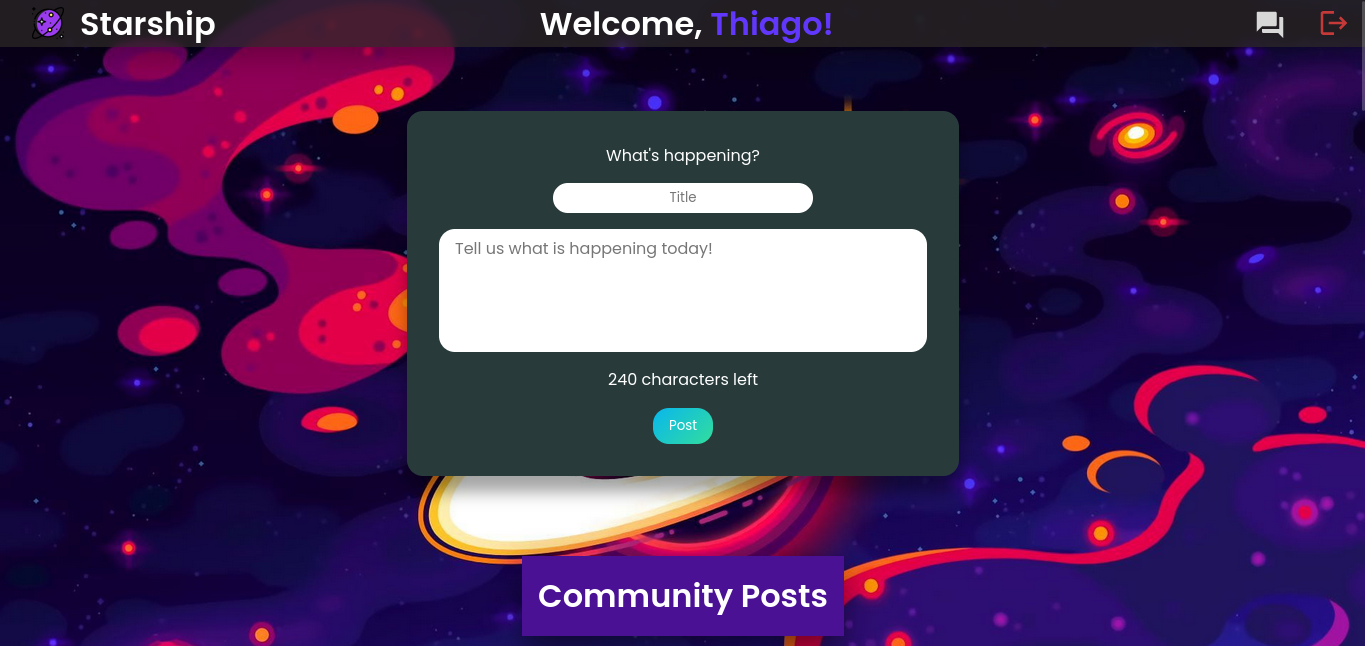 Starship
Welcome, Thiago!
What's happening?
Title
Tell us what is happening today!
240 characters left
Post
Community Posts